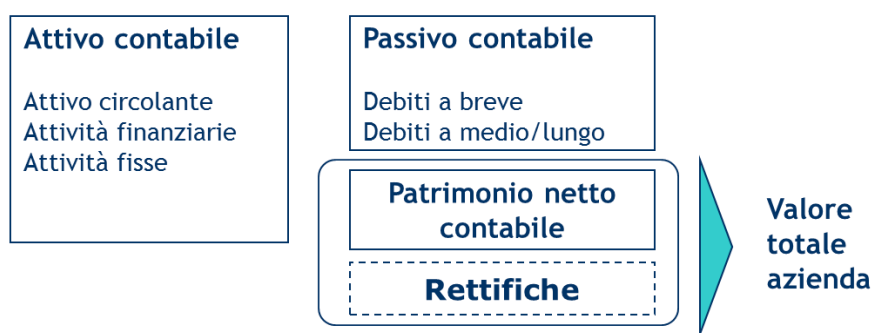 Attivo contabile
Attivo circolante
Attività finanziarie
Attività fisse
Passivo contabile
Debiti a breve
Debiti a medio/lungo
Patrimonio netto
contabile
Rettifiche
Valore
totale
azienda